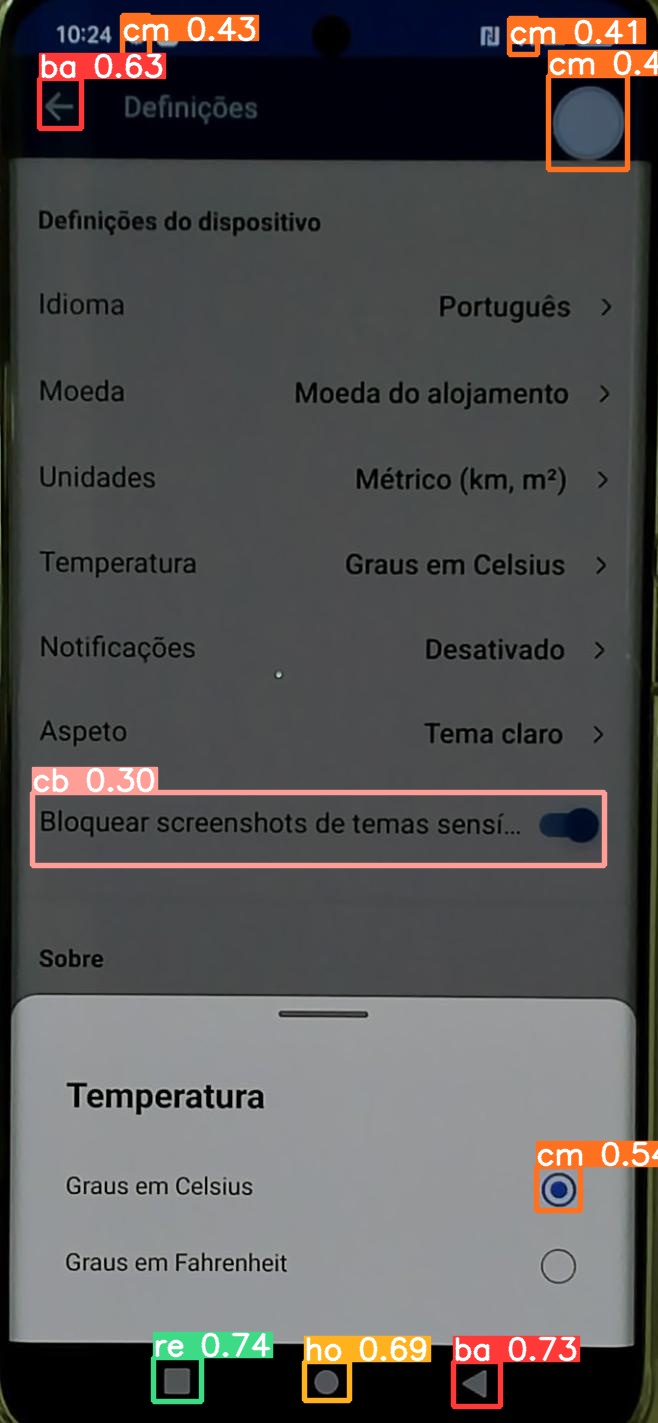 10:24 cm 0.43 cm 0.41
ba 0.63 cm 0.4
Definições
Definições do dispositivo
Idioma Português
Moeda Moeda do alojamento
Unidades Métrico (km, m²)
Temperatura Graus em Celsius
Notificações Desativado
Aspeto Tema claro
cb 0.30
Bloquear screenshots de temas sensí...
Sobre
Temperatura
cm 0.54
Graus em Celsius
Graus em Fahrenheit
re 0.74 ho 0.69 ba 0.73